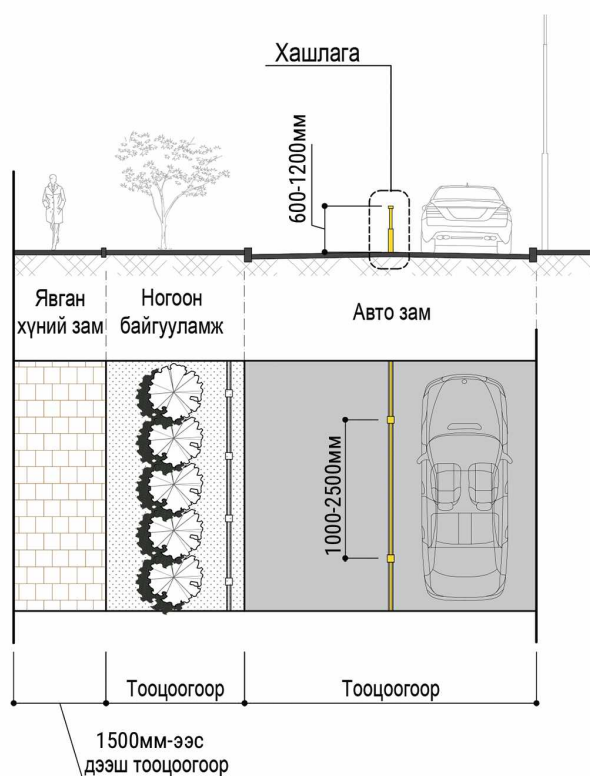 Хашлага
600-1200мм
Явган
хүний зам
Ногоон
байгууламж
Авто зам
1000-2500мм
Тооцоогоор
Тооцоогоор
1500мм-ээс
дээш тооцоогоор